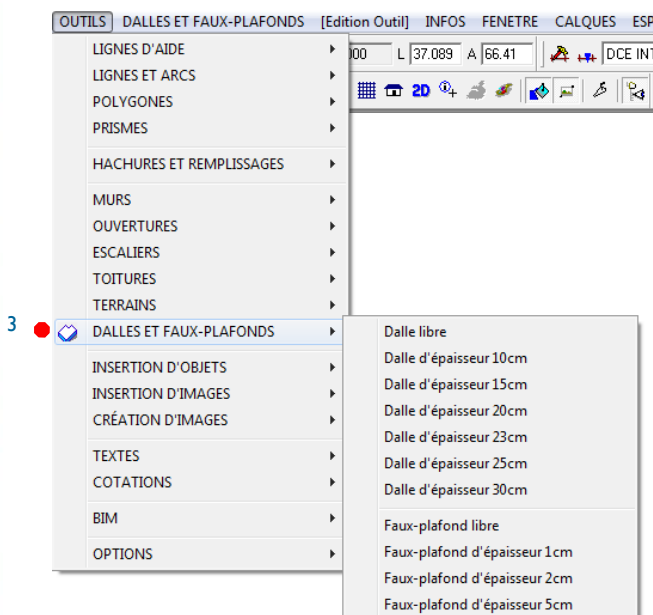 OUTILS DALLES ET FAUX-PLAFONDS [Edition Outil] INFOS FENETRE CALQUES ESP
000 L 37.089 A 66.41 DCE INT
2D
LIGNES D'AIDE
LIGNES ET ARCS
POLYGONES
PRISMES
HACHURES ET REMPLISSAGES
MURS
OUVERTURES
ESCALIERS
TOITURES
TERRAINS
3 DALLES ET FAUX-PLAFONDS
INSERTION D'OBJETS
INSERTION D'IMAGES
CRÉATION D'IMAGES
TEXTES
COTATIONS
BIM
OPTIONS
Dalle libre
Dalle d'épaisseur 10cm
Dalle d'épaisseur 15cm
Dalle d'épaisseur 20cm
Dalle d'épaisseur 23cm
Dalle d'épaisseur 25cm
Dalle d'épaisseur 30cm
Faux-plafond libre
Faux-plafond d'épaisseur 1cm
Faux-plafond d'épaisseur 2cm
Faux-plafond d'épaisseur 5cm